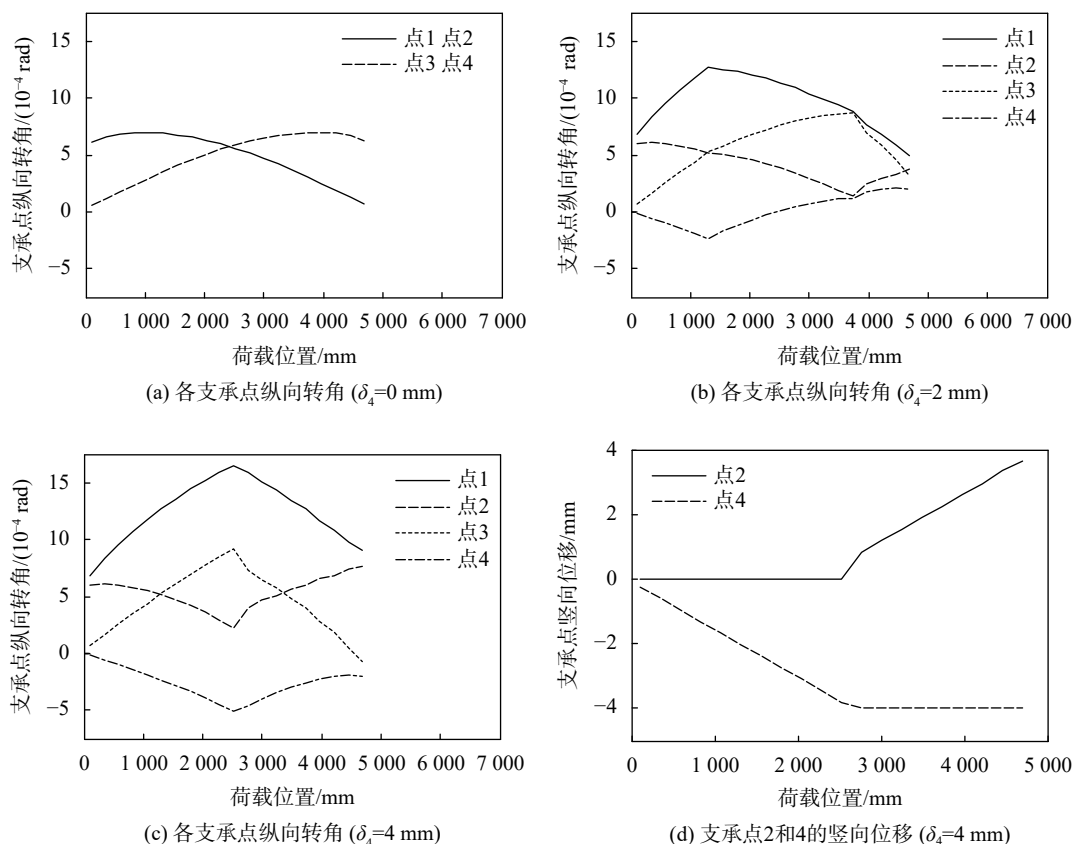 支承点纵向转角/(10⁻⁴ rad)
15
10
5
0
−5
点1 点2
点3 点4
0 1 000 2 000 3 000 4 000 5 000 6 000 7 000
荷载位置/mm
(a) 各支承点纵向转角 (δ₄=0 mm)
支承点纵向转角/(10⁻⁴ rad)
15
10
5
0
−5
点1
点2
点3
点4
0 1 000 2 000 3 000 4 000 5 000 6 000 7 000
荷载位置/mm
(b) 各支承点纵向转角 (δ₄=2 mm)
支承点纵向转角/(10⁻⁴ rad)
15
10
5
0
−5
点1
点2
点3
点4
0 1 000 2 000 3 000 4 000 5 000 6 000 7 000
荷载位置/mm
(c) 各支承点纵向转角 (δ₄=4 mm)
支承点竖向位移/mm
4
2
0
−2
−4
点2
点4
0 1 000 2 000 3 000 4 000 5 000
荷载位置/mm
(d) 支承点2和4的竖向位移 (δ₄=4 mm)